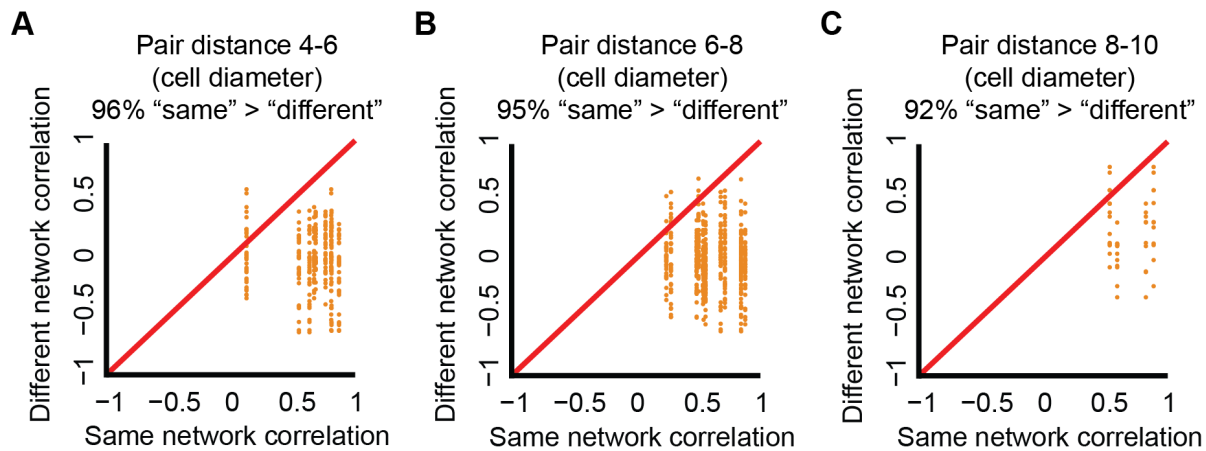 A
Pair distance 4-6
(cell diameter)
96% “same” > “different”
Different network correlation
1
0.5
0
−0.5
−1
−1 −0.5 0 0.5 1
Same network correlation
B
Pair distance 6-8
(cell diameter)
95% “same” > “different”
Different network correlation
1
0.5
0
−0.5
−1
−1 −0.5 0 0.5 1
Same network correlation
C
Pair distance 8-10
(cell diameter)
92% “same” > “different”
Different network correlation
1
0.5
0
−0.5
−1
−1 −0.5 0 0.5 1
Same network correlation